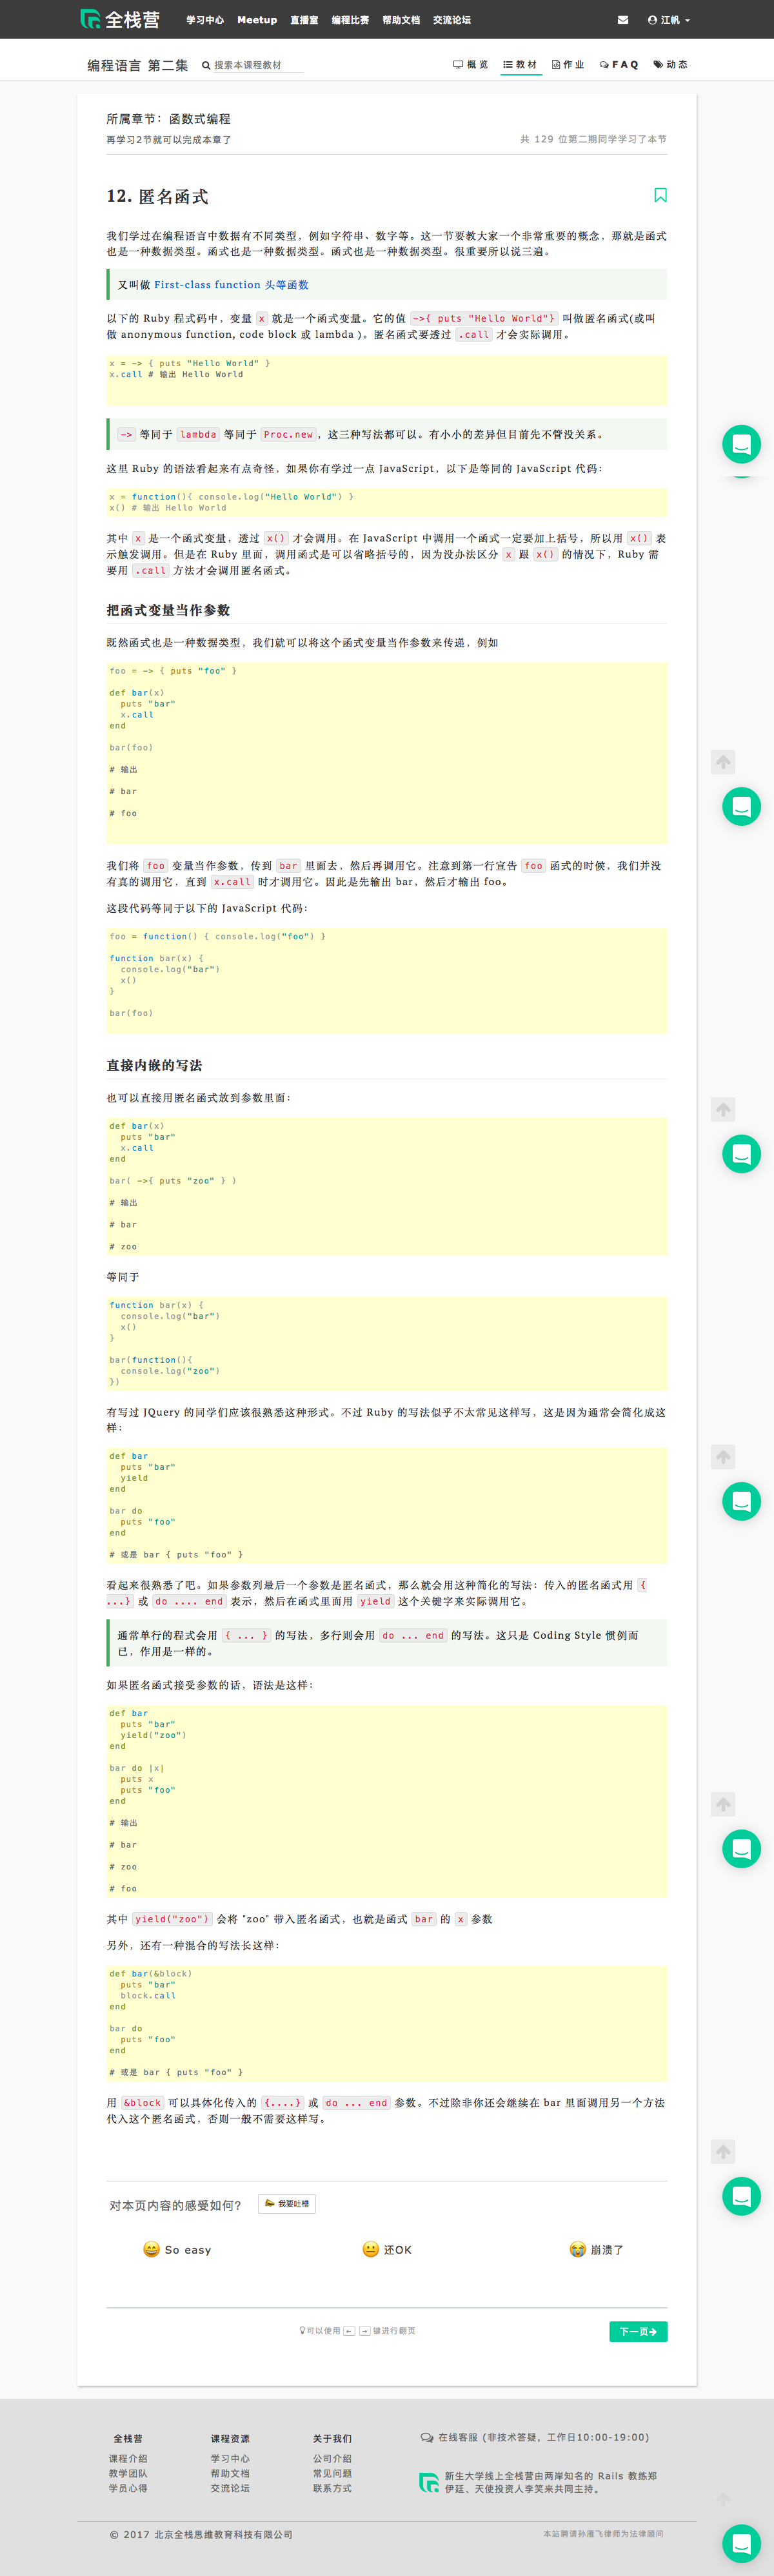 全栈营 学习中心 Meetup 直播室 编程比赛 帮助文档 交流论坛 江帆
编程语言 第二集 搜索本课程教材 概览 教材 作业 FAQ 动态
所属章节：函数式编程
再学习2节就可以完成本章了 共 129 位第二期同学学习了本节
12. 匿名函式
我们学过在编程语言中数据有不同类型，例如字符串、数字等。这一节要教大家一个非常重要的概念，那就是函式
也是一种数据类型。函式也是一种数据类型。函式也是一种数据类型。很重要所以说三遍。
又叫做 First-class function 头等函数
以下的 Ruby 程式码中，变量 x 就是一个函式变量。它的值 ->{ puts "Hello World"} 叫做匿名函式(或叫
做 anonymous function, code block 或 lambda )。匿名函式要透过 .call 才会实际调用。
x = -> { puts "Hello World" }
x.call # 输出 Hello World
-> 等同于 lambda 等同于 Proc.new，这三种写法都可以。有小小的差异但目前先不管没关系。
这里 Ruby 的语法看起来有点奇怪，如果你有学过一点 JavaScript，以下是等同的 JavaScript 代码：
x = function(){ console.log("Hello World") }
x() # 输出 Hello World
其中 x 是一个函式变量，透过 x() 才会调用。在 JavaScript 中调用一个函式一定要加上括号，所以用 x() 表
示触发调用。但是在 Ruby 里面，调用函式是可以省略括号的，因为没办法区分 x 跟 x() 的情况下，Ruby 需
要用 .call 方法才会调用匿名函式。
把函式变量当作参数
既然函式也是一种数据类型，我们就可以将这个函式变量当作参数来传递，例如
foo = -> { puts "foo" }
def bar(x)
puts "bar"
x.call
end
bar(foo)
# 输出
# bar
# foo
我们将 foo 变量当作参数，传到 bar 里面去，然后再调用它。注意到第一行宣告 foo 函式的时候，我们并没
有真的调用它，直到 x.call 时才调用它。因此是先输出 bar，然后才输出 foo。
这段代码等同于以下的 JavaScript 代码：
foo = function() { console.log("foo") }
function bar(x) {
console.log("bar")
x()
}
bar(foo)
直接内嵌的写法
也可以直接用匿名函式放到参数里面：
def bar(x)
puts "bar"
x.call
end
bar( ->{ puts "zoo" } )
# 输出
# bar
# zoo
等同于
function bar(x) {
console.log("bar")
x()
}
bar(function(){
console.log("zoo")
})
有写过 JQuery 的同学们应该很熟悉这种形式。不过 Ruby 的写法似乎不太常见这样写，这是因为通常会简化成这
样：
def bar
puts "bar"
yield
end
bar do
puts "foo"
end
# 或是 bar { puts "foo" }
看起来很熟悉了吧。如果参数列最后一个参数是匿名函式，那么就会用这种简化的写法：传入的匿名函式用 {
...} 或 do .... end 表示，然后在函式里面用 yield 这个关键字来实际调用它。
通常单行的程式会用 { ... } 的写法，多行则会用 do ... end 的写法。这只是 Coding Style 惯例而
已，作用是一样的。
如果匿名函式接受参数的话，语法是这样：
def bar
puts "bar"
yield("zoo")
end
bar do |x|
puts x
puts "foo"
end
# 输出
# bar
# zoo
# foo
其中 yield("zoo") 会将 "zoo" 带入匿名函式，也就是函式 bar 的 x 参数
另外，还有一种混合的写法长这样：
def bar(&block)
puts "bar"
block.call
end
bar do
puts "foo"
end
# 或是 bar { puts "foo" }
用 &block 可以具体化传入的 {....} 或 do ... end 参数。不过除非你还会继续在 bar 里面调用另一个方法
代入这个匿名函式，否则一般不需要这样写。
对本页内容的感受如何? 我要吐槽
So easy 还OK 崩溃了
可以使用 ← → 键进行翻页 下一页
全栈营 课程资源 关于我们 在线客服 (非技术答疑，工作日10:00-19:00)
课程介绍 学习中心 公司介绍
教学团队 帮助文档 常见问题 新生大学线上全栈营由两岸知名的 Rails 教练郑
学员心得 交流论坛 联系方式 伊廷、天使投资人李笑来共同主持。
© 2017 北京全栈思维教育科技有限公司 本站聘请孙雁飞律师为法律顾问